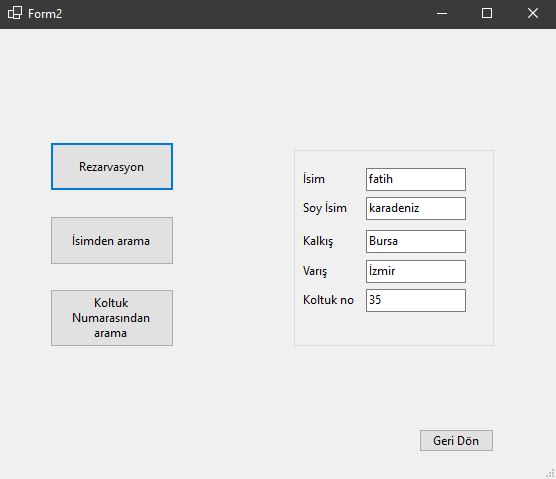 Form2
Rezarvasyon
İsimden arama
Koltuk
Numarasından
arama
İsim fatih
Soy İsim karadeniz
Kalkış Bursa
Varış İzmir
Koltuk no 35
Geri Dön